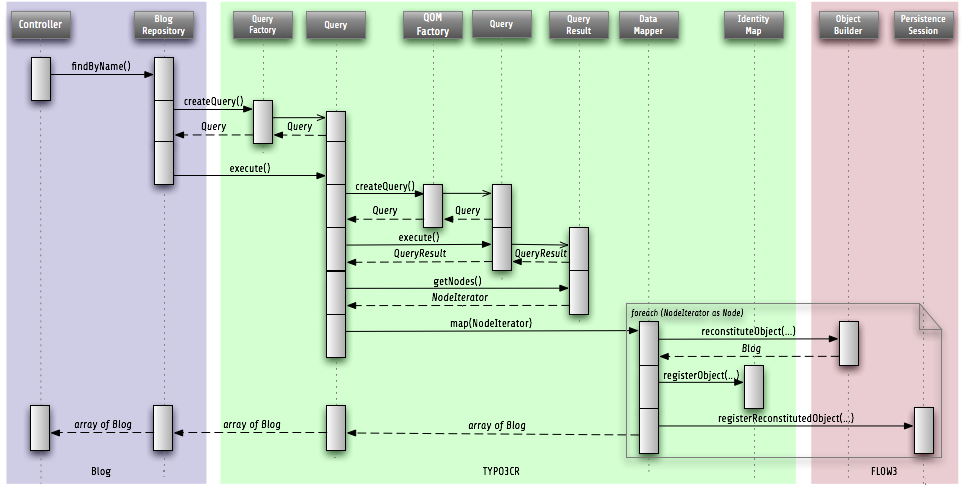 Controller
Blog
Repository
Query
Factory
Query
QOM
Factory
Query
Query
Result
Data
Mapper
Identity
Map
Object
Builder
Persistence
Session
findByName()
createQuery()
Query
Query
execute()
createQuery()
Query
Query
execute()
QueryResult
QueryResult
getNodes()
NodeIterator
foreach (NodeIterator as Node)
map(NodeIterator)
reconstituteObject(...)
Blog
registerObject(...)
registerReconstitutedObject(...)
array of Blog
array of Blog
array of Blog
Blog
TYPO3CR
FLOW3